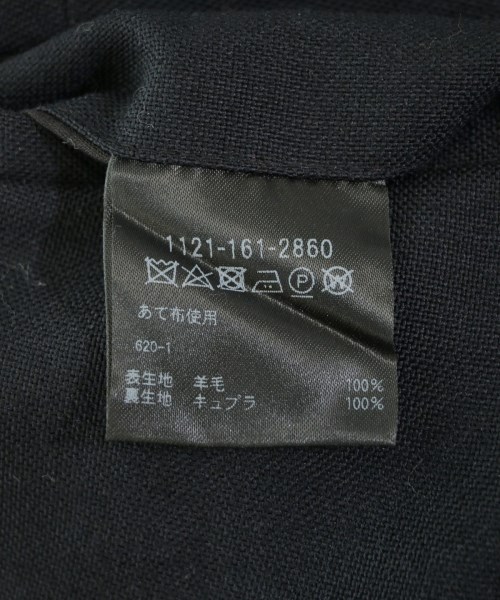 1121-161-2860
P W
あて布使用
620-1
表生地 羊毛 100%
裏生地 キュプラ 100%